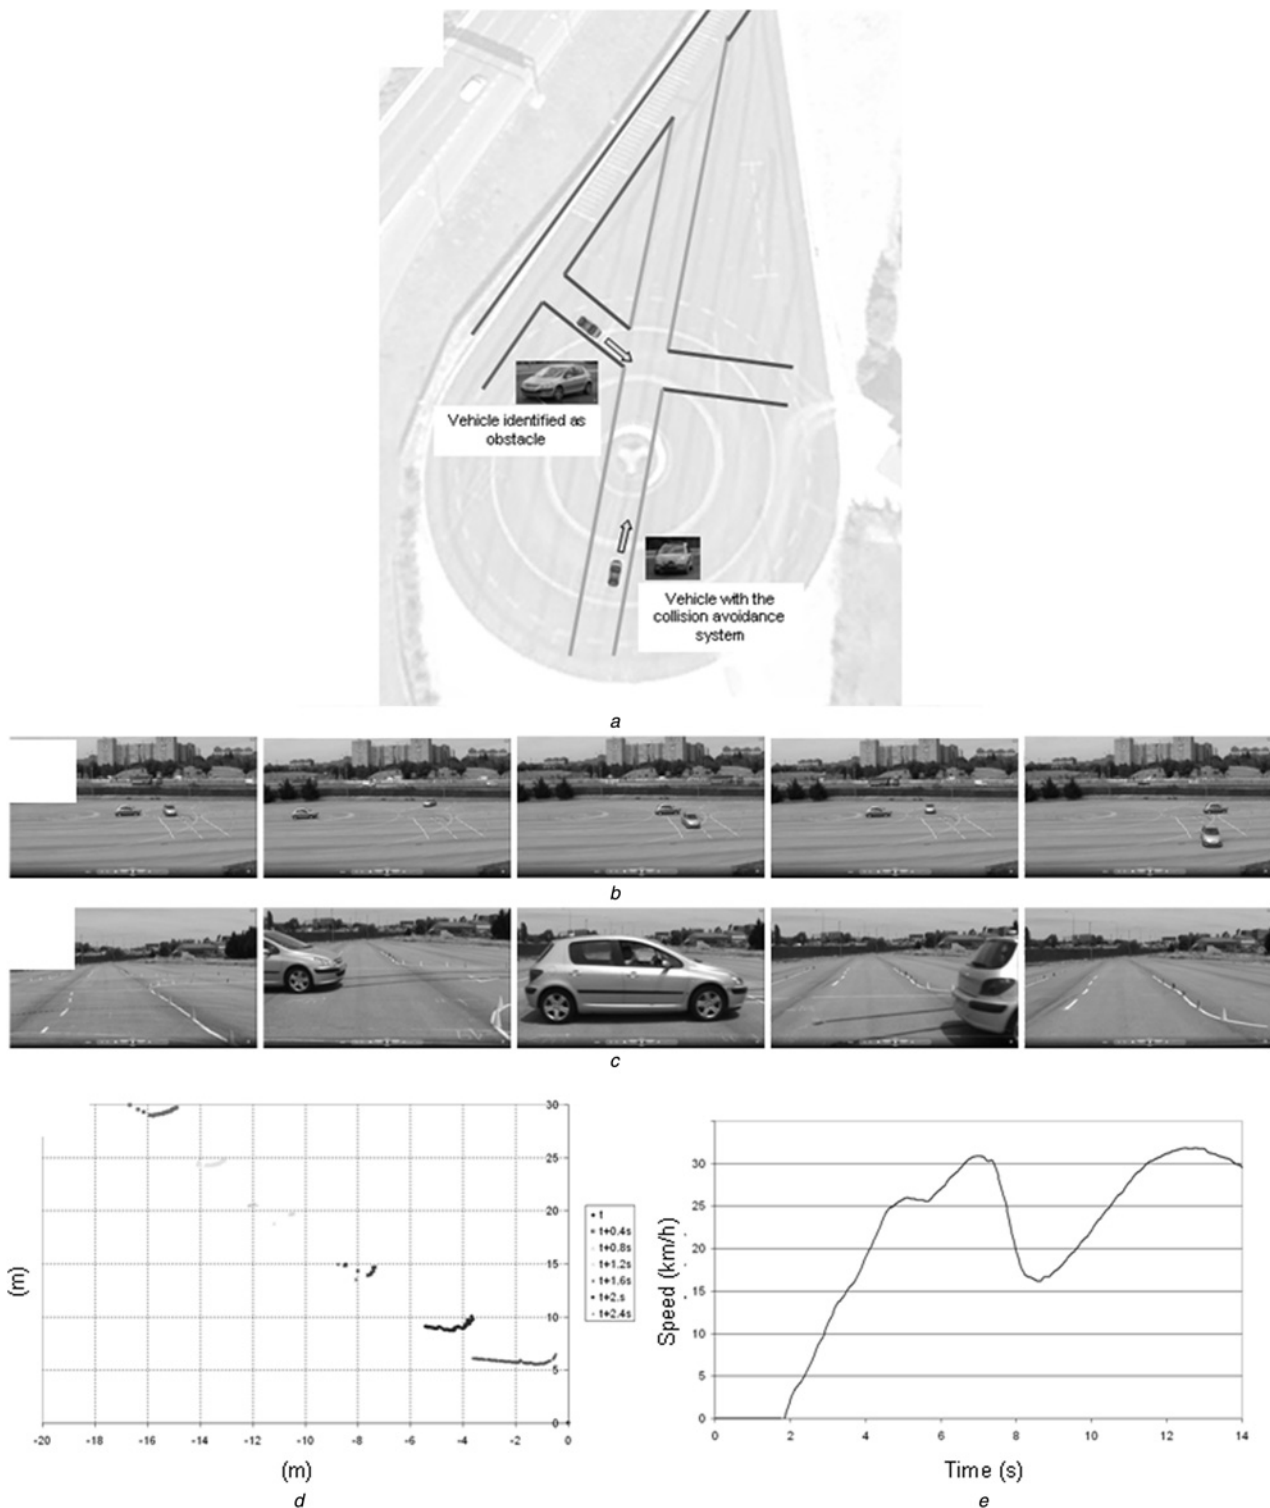 Vehicle identified as
obstacle
Vehicle with the
collision avoidance
system
a
b
c
30
25
20
15
10
5
0
(m)
-20 -18 -16 -14 -12 -10 -8 -6 -4 -2 0
(m)
t
t+0.4s
t+0.8s
t+1.2s
t+1.6s
t+2.s
t+2.4s
d
30
25
20
15
10
5
0
Speed (km/h)
0 2 4 6 8 10 12 14
Time (s)
e